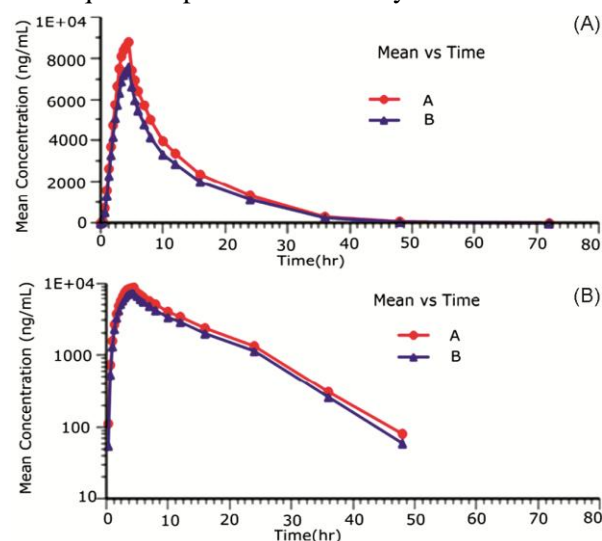 (A)
1E+04
8000
6000
4000
2000
0
Mean Concentration (ng/mL)
Mean vs Time
A
B
0 10 20 30 40 50 60 70 80
Time(hr)
(B)
1E+04
1000
100
10
Mean Concentration (ng/mL)
Mean vs Time
A
B
0 10 20 30 40 50 60 70 80
Time(hr)